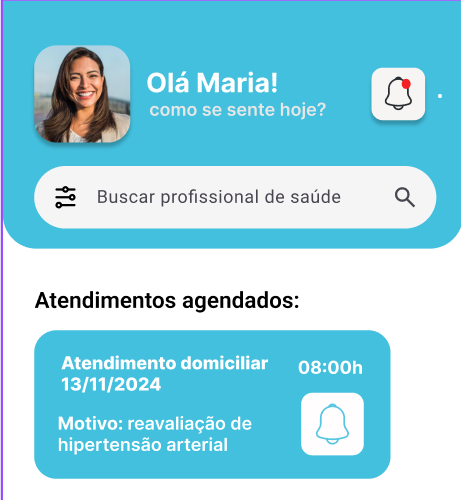 Olá Maria!
como se sente hoje?
Buscar profissional de saúde
Atendimentos agendados:
Atendimento domiciliar
13/11/2024
08:00h
Motivo: reavaliação de
hipertensão arterial